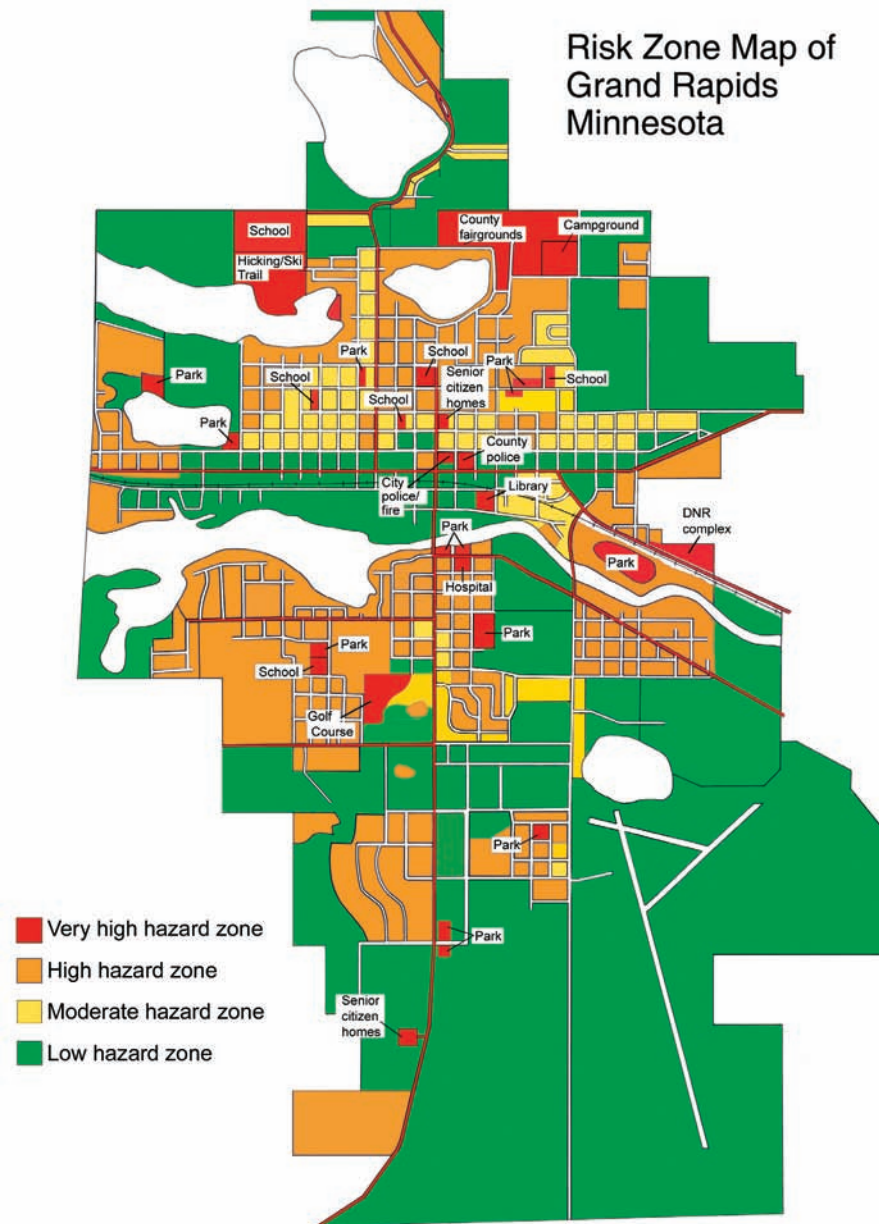 Risk Zone Map of
Grand Rapids
Minnesota
School
County
fairgrounds
Campground
Hicking/Ski
Trail
Park
School
Park
Senior
citizen
homes
Park
School
School
School
Park
Park
County
police
City
police/
fire
Library
DNR
complex
Park
Park
Hospital
Park
Park
School
Golf
Course
Park
Park
Senior
citizen
homes
Very high hazard zone
High hazard zone
Moderate hazard zone
Low hazard zone